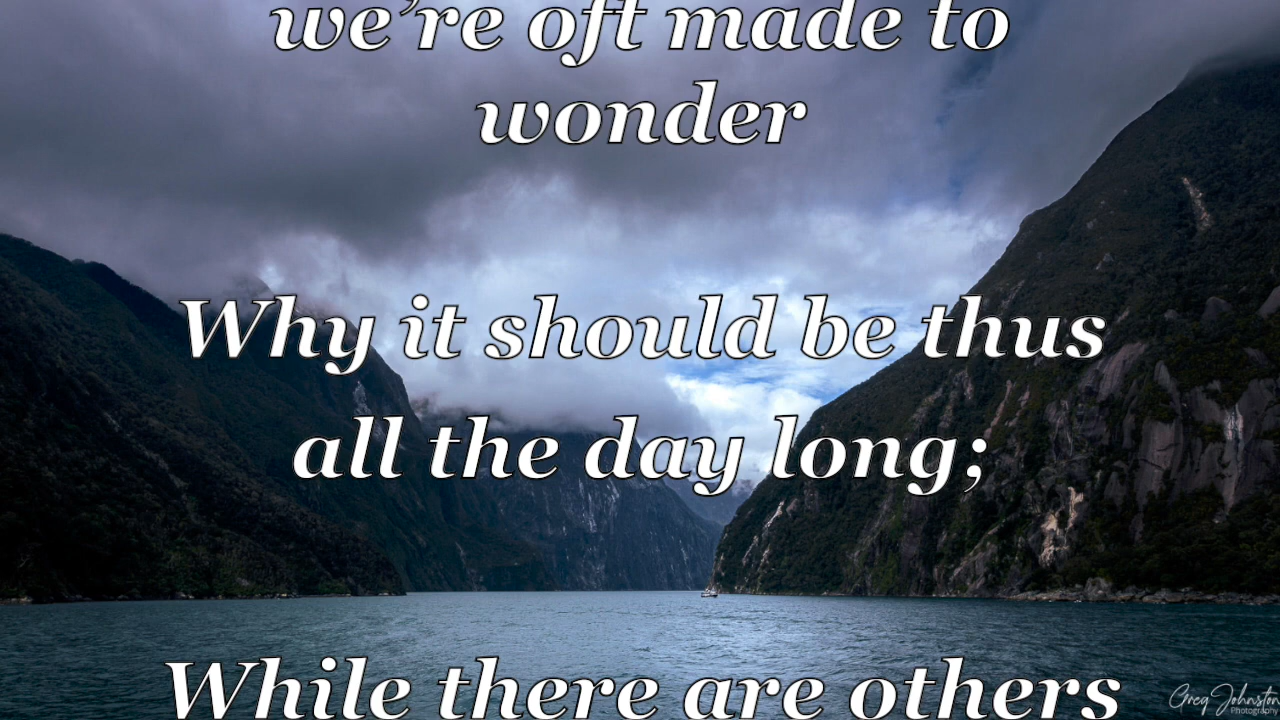 we're oft made to
wonder
Why it should be thus
all the day long;
While there are others
Greg Johnston
Photography